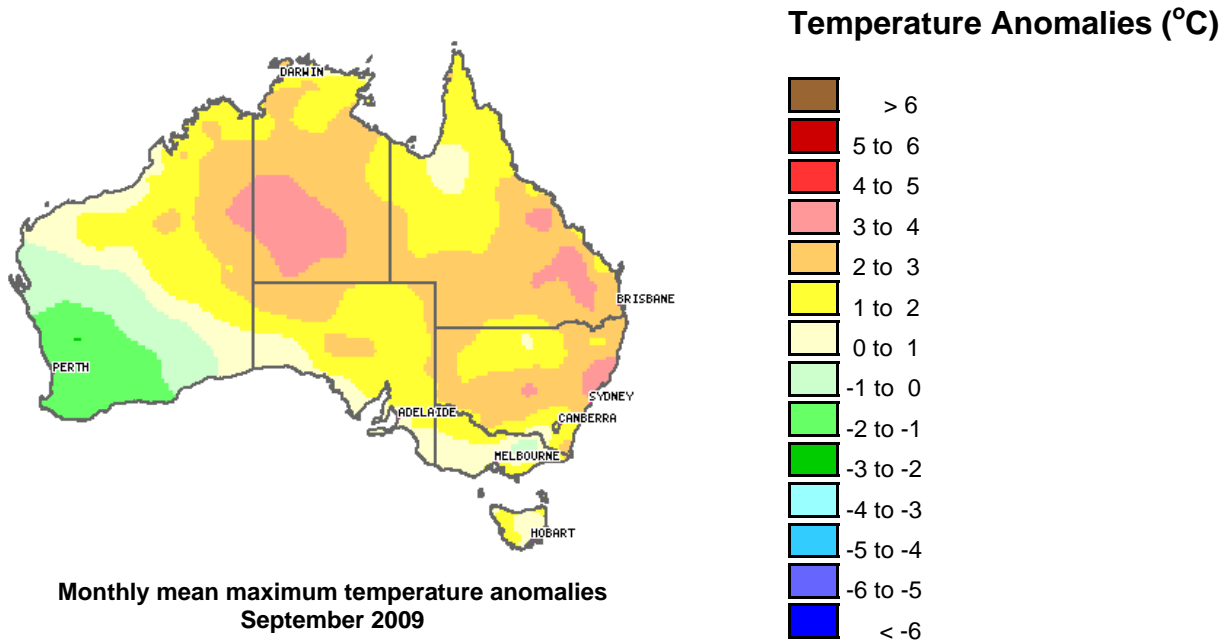 Temperature Anomalies (°C)
DARWIN
BRISBANE
PERTH
SYDNEY
ADELAIDE
CANBERRA
MELBOURNE
HOBART
Monthly mean maximum temperature anomalies
September 2009
> 6
5 to 6
4 to 5
3 to 4
2 to 3
1 to 2
0 to 1
-1 to 0
-2 to -1
-3 to -2
-4 to -3
-5 to -4
-6 to -5
< -6